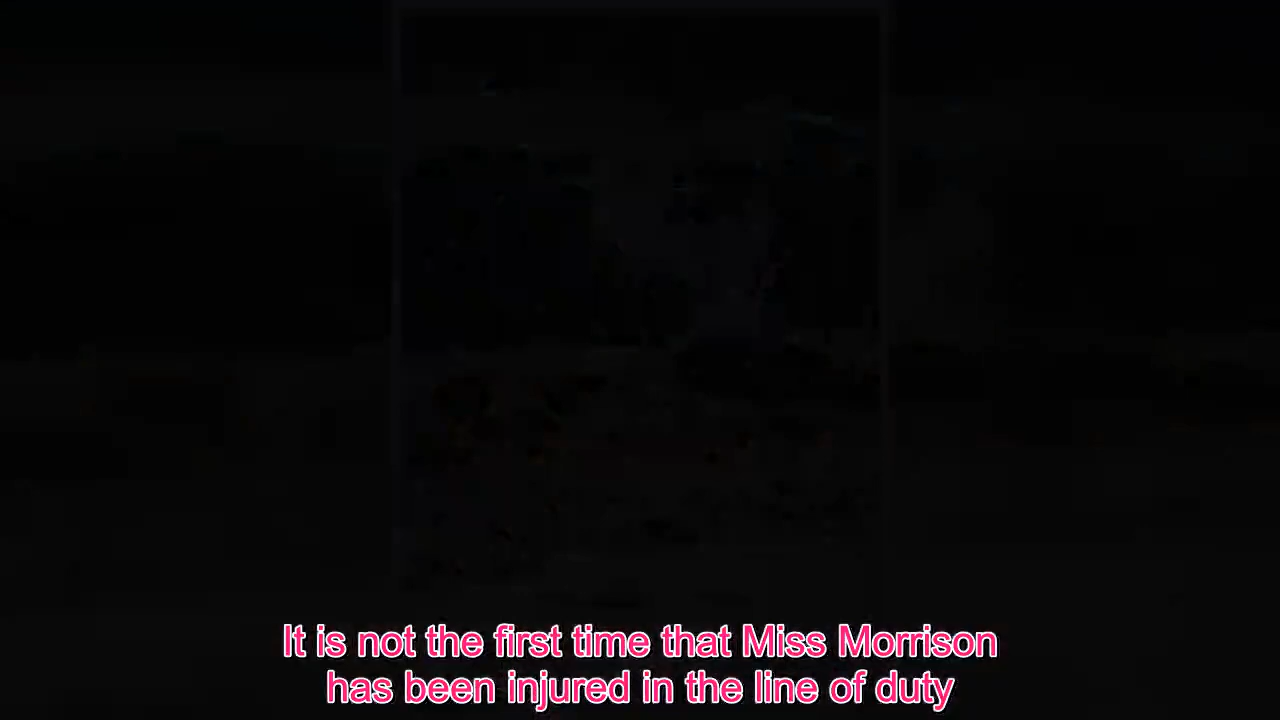 It is not the first time that Miss Morrison
has been injured in the line of duty